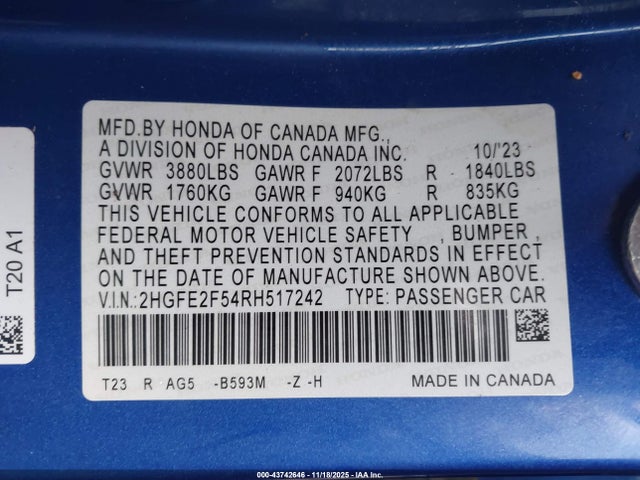 MFD.BY HONDA OF CANADA MFG.,
A DIVISION OF HONDA CANADA INC. 10/'23
GVWR 3880LBS GAWR F 2072LBS R 1840LBS
GVWR 1760KG GAWR F 940KG R 835KG
THIS VEHICLE CONFORMS TO ALL APPLICABLE
FEDERAL MOTOR VEHICLE SAFETY , BUMPER ,
AND THEFT PREVENTION STANDARDS IN EFFECT
ON THE DATE OF MANUFACTURE SHOWN ABOVE.
V.I.N.:2HGFE2F54RH517242 TYPE: PASSENGER CAR
T23 R AG5 -B593M -Z -H MADE IN CANADA
T20 A1
000-43742646 - 11/18/2025 - IAA Inc.